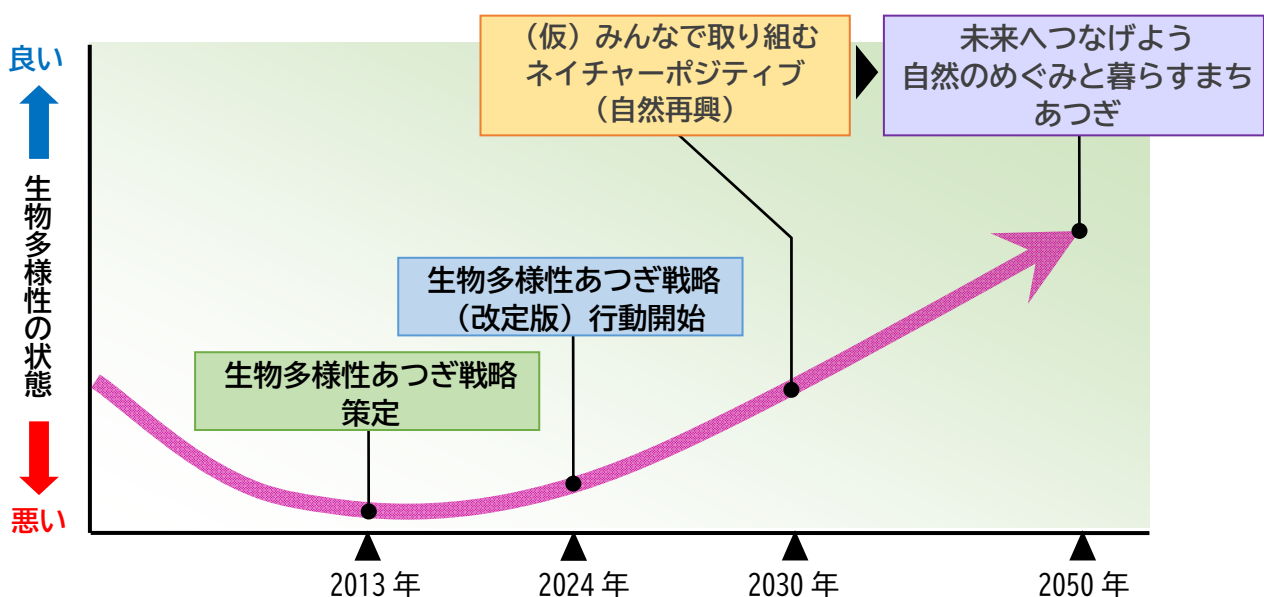 （仮）みんなで取り組む
ネイチャーポジティブ
（自然再興）
未来へつなげよう
自然のめぐみと暮らすまち
あつぎ
良い
生物多様性の状態
悪い
生物多様性あつぎ戦略
（改定版）行動開始
生物多様性あつぎ戦略
策定
2013 年
2024 年
2030 年
2050 年